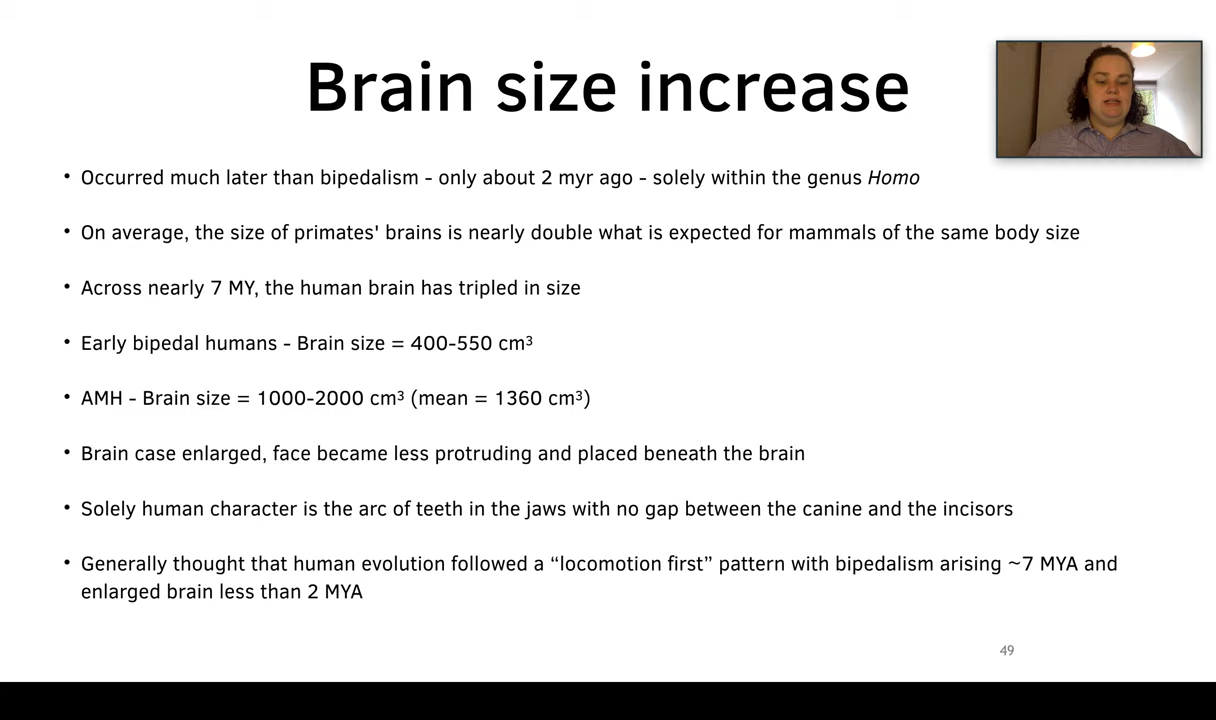 Brain size increase
• Occurred much later than bipedalism - only about 2 myr ago - solely within the genus Homo
• On average, the size of primates' brains is nearly double what is expected for mammals of the same body size
• Across nearly 7 MY, the human brain has tripled in size
• Early bipedal humans - Brain size = 400-550 cm³
• AMH - Brain size = 1000-2000 cm³ (mean = 1360 cm³)
• Brain case enlarged, face became less protruding and placed beneath the brain
• Solely human character is the arc of teeth in the jaws with no gap between the canine and the incisors
• Generally thought that human evolution followed a “locomotion first” pattern with bipedalism arising ~7 MYA and
enlarged brain less than 2 MYA
49